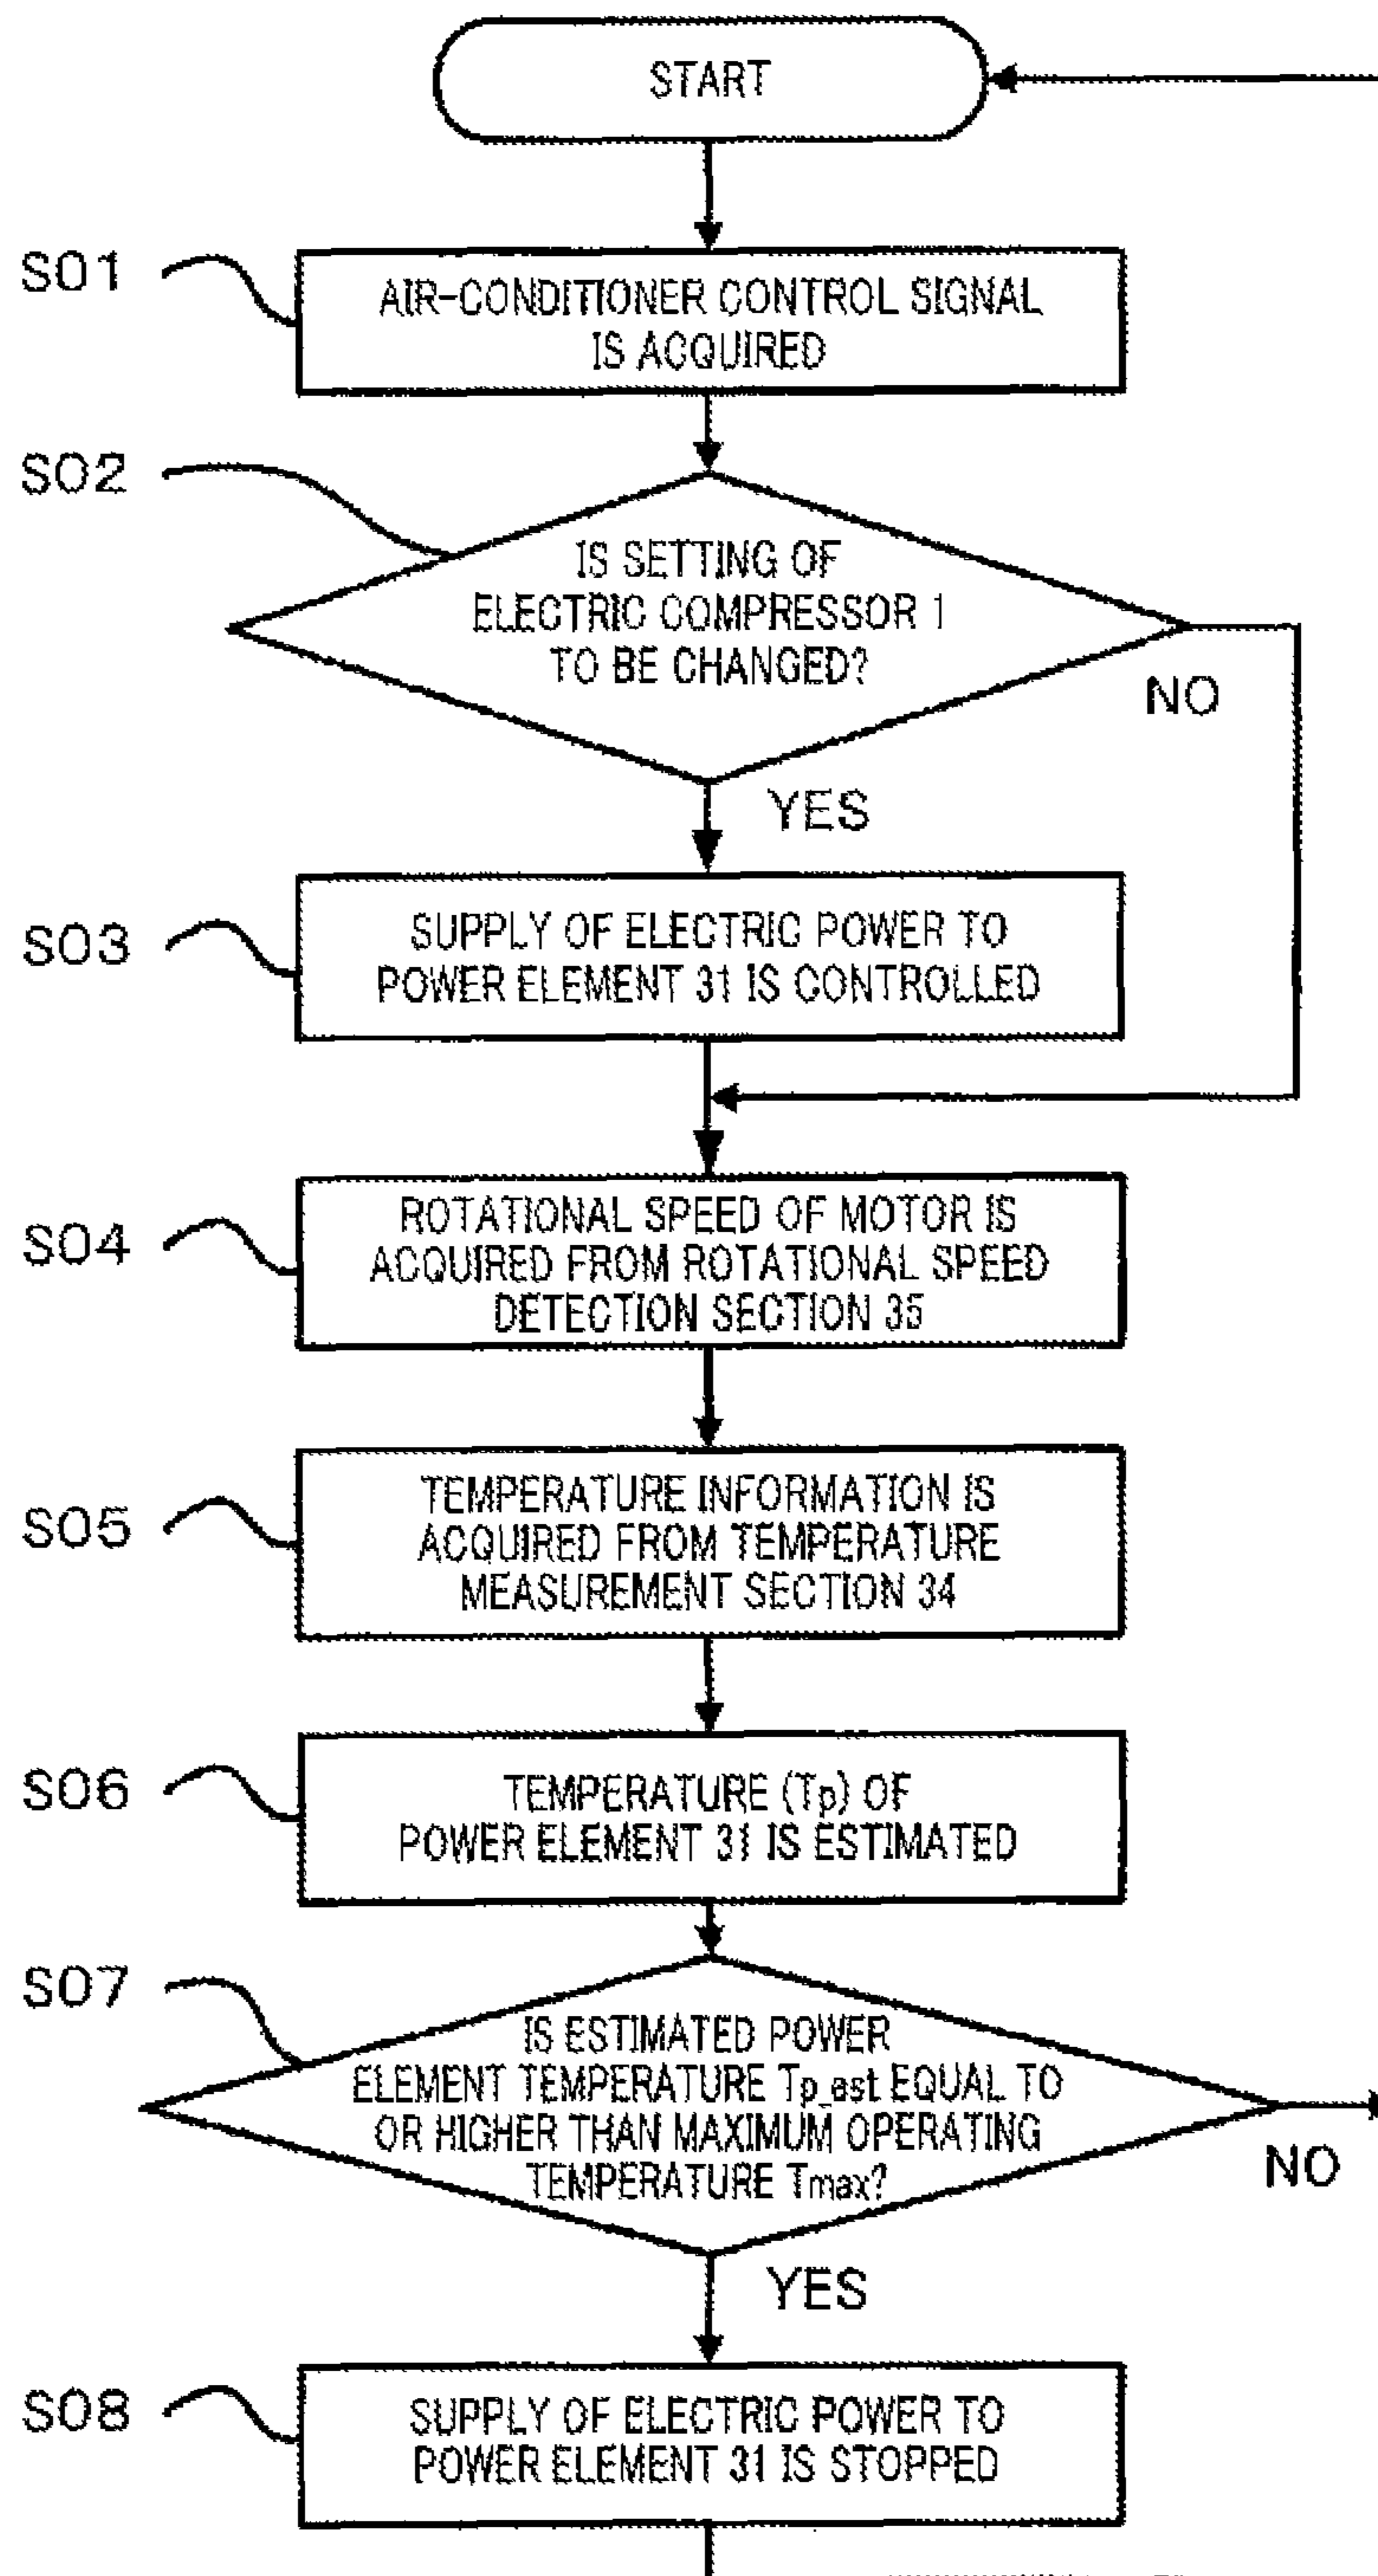 START
S01
AIR-CONDITIONER CONTROL SIGNAL
IS ACQUIRED
S02
IS SETTING OF
ELECTRIC COMPRESSOR 1
TO BE CHANGED?
NO
YES
S03
SUPPLY OF ELECTRIC POWER TO
POWER ELEMENT 31 IS CONTROLLED
S04
ROTATIONAL SPEED OF MOTOR IS
ACQUIRED FROM ROTATIONAL SPEED
DETECTION SECTION 35
S05
TEMPERATURE INFORMATION IS
ACQUIRED FROM TEMPERATURE
MEASUREMENT SECTION 34
S06
TEMPERATURE (Tp) OF
POWER ELEMENT 31 IS ESTIMATED
S07
IS ESTIMATED POWER
ELEMENT TEMPERATURE Tp_est EQUAL TO
OR HIGHER THAN MAXIMUM OPERATING
TEMPERATURE Tmax?
NO
YES
S08
SUPPLY OF ELECTRIC POWER TO
POWER ELEMENT 31 IS STOPPED